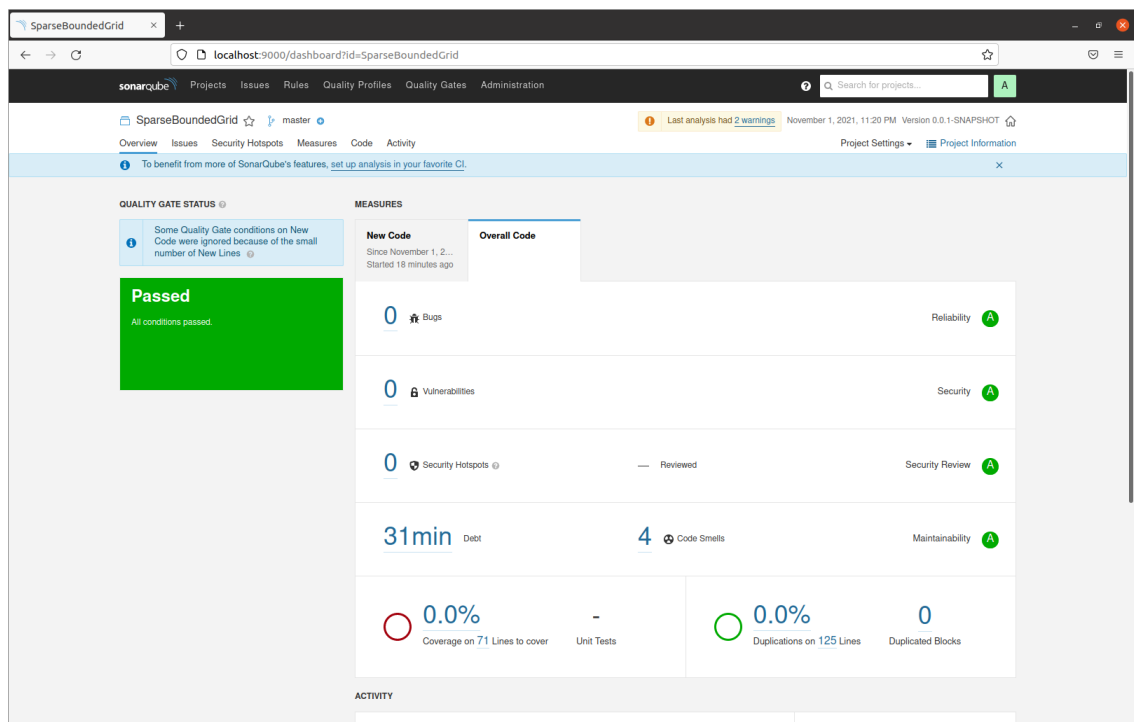 SparseBoundedGrid × +
localhost:9000/dashboard?id=SparseBoundedGrid
sonarqube Projects Issues Rules Quality Profiles Quality Gates Administration ? Search for projects... A
SparseBoundedGrid master Last analysis had 2 warnings November 1, 2021, 11:20 PM Version 0.0.1-SNAPSHOT
Overview Issues Security Hotspots Measures Code Activity Project Settings Project Information
To benefit from more of SonarQube's features, set up analysis in your favorite CI. ×
QUALITY GATE STATUS ?
Some Quality Gate conditions on New
Code were ignored because of the small
number of New Lines ?
Passed
All conditions passed.
MEASURES
New Code
Since November 1, 2...
Started 18 minutes ago
Overall Code
0 Bugs Reliability A
0 Vulnerabilities Security A
0 Security Hotspots ? — Reviewed Security Review A
31min Debt 4 Code Smells Maintainability A
0.0%
Coverage on 71 Lines to cover
-
Unit Tests
0.0%
Duplications on 125 Lines
0
Duplicated Blocks
ACTIVITY